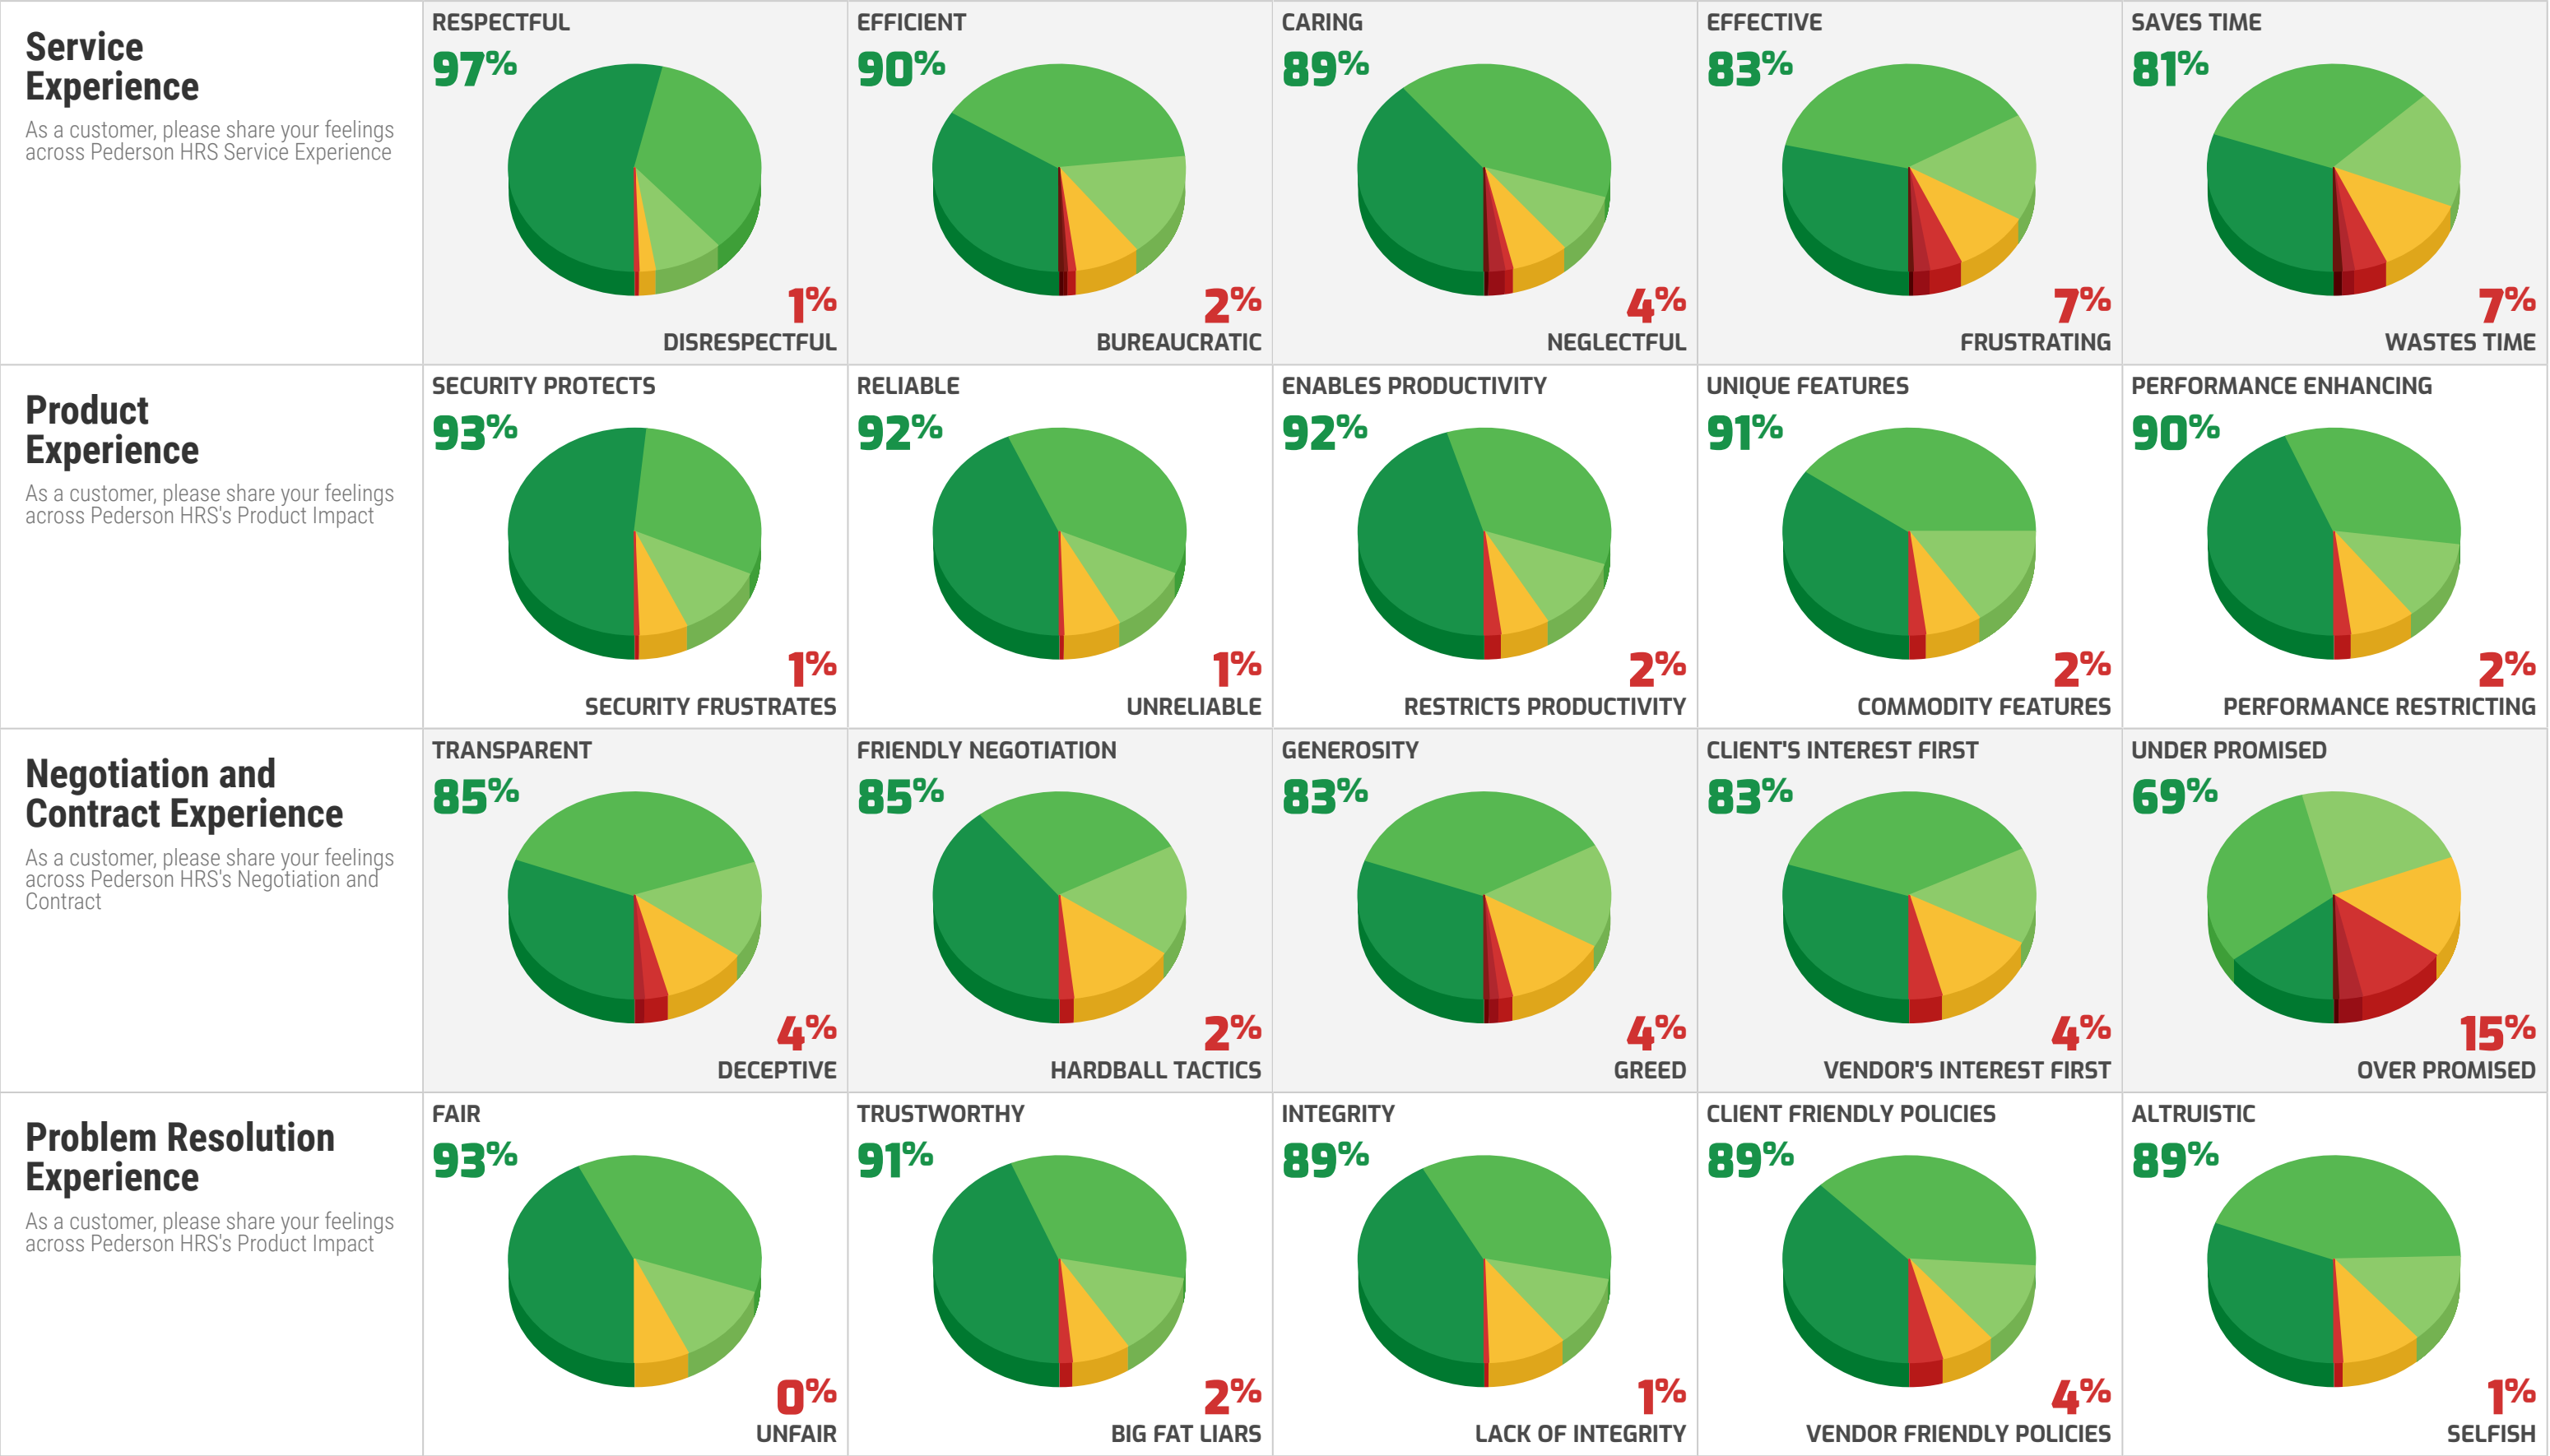 Service
Experience
As a customer, please share your feelings
across Pederson HRS Service Experience
RESPECTFUL
97%
1%
DISRESPECTFUL
EFFICIENT
90%
2%
BUREAUCRATIC
CARING
89%
4%
NEGLECTFUL
EFFECTIVE
83%
7%
FRUSTRATING
SAVES TIME
81%
7%
WASTES TIME
Product
Experience
As a customer, please share your feelings
across Pederson HRS's Product Impact
SECURITY PROTECTS
93%
1%
SECURITY FRUSTRATES
RELIABLE
92%
1%
UNRELIABLE
ENABLES PRODUCTIVITY
92%
2%
RESTRICTS PRODUCTIVITY
UNIQUE FEATURES
91%
2%
COMMODITY FEATURES
PERFORMANCE ENHANCING
90%
2%
PERFORMANCE RESTRICTING
Negotiation and
Contract Experience
As a customer, please share your feelings
across Pederson HRS's Negotiation and
Contract
TRANSPARENT
85%
4%
DECEPTIVE
FRIENDLY NEGOTIATION
85%
2%
HARDBALL TACTICS
GENEROSITY
83%
4%
GREED
CLIENT'S INTEREST FIRST
83%
4%
VENDOR'S INTEREST FIRST
UNDER PROMISED
69%
15%
OVER PROMISED
Problem Resolution
Experience
As a customer, please share your feelings
across Pederson HRS's Product Impact
FAIR
93%
0%
UNFAIR
TRUSTWORTHY
91%
2%
BIG FAT LIARS
INTEGRITY
89%
1%
LACK OF INTEGRITY
CLIENT FRIENDLY POLICIES
89%
4%
VENDOR FRIENDLY POLICIES
ALTRUISTIC
89%
1%
SELFISH